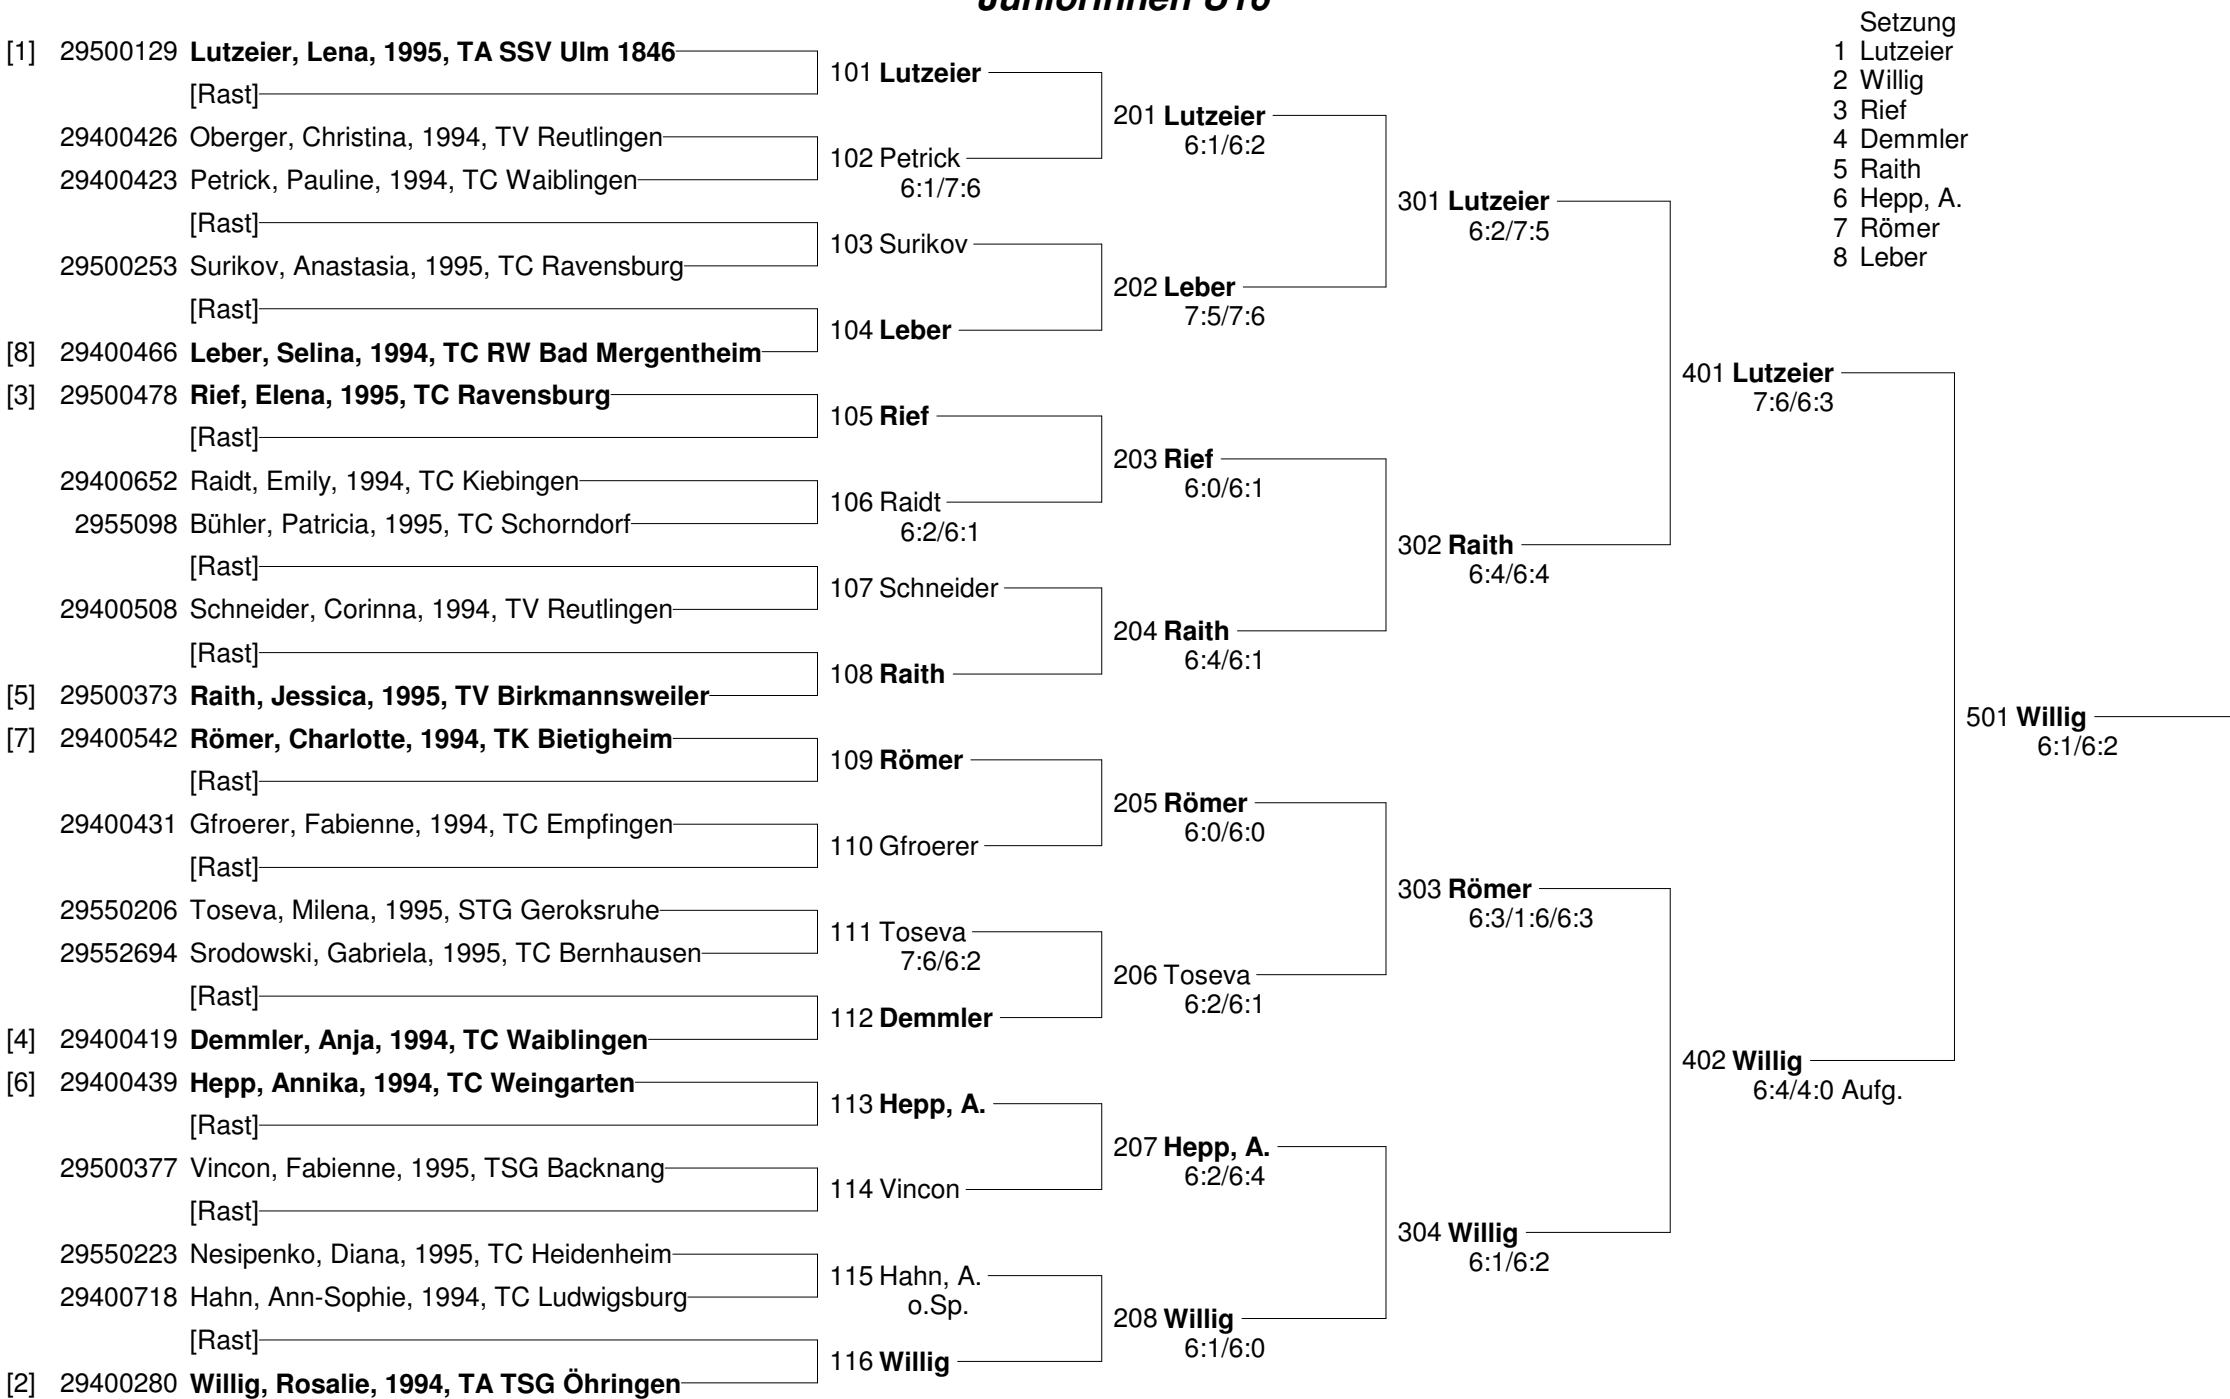 Juniorinnen U16
Setzung
1 Lutzeier
2 Willig
3 Rief
4 Demmler
5 Raith
6 Hepp, A.
7 Römer
8 Leber
[1] 29500129 Lutzeier, Lena, 1995, TA SSV Ulm 1846
[Rast]
29400426 Oberger, Christina, 1994, TV Reutlingen
29400423 Petrick, Pauline, 1994, TC Waiblingen
[Rast]
29500253 Surikov, Anastasia, 1995, TC Ravensburg
[Rast]
[8] 29400466 Leber, Selina, 1994, TC RW Bad Mergentheim
[3] 29500478 Rief, Elena, 1995, TC Ravensburg
[Rast]
29400652 Raidt, Emily, 1994, TC Kiebingen
2955098 Bühler, Patricia, 1995, TC Schorndorf
[Rast]
29400508 Schneider, Corinna, 1994, TV Reutlingen
[Rast]
[5] 29500373 Raith, Jessica, 1995, TV Birkmannsweiler
[7] 29400542 Römer, Charlotte, 1994, TK Bietigheim
[Rast]
29400431 Gfroerer, Fabienne, 1994, TC Empfingen
[Rast]
29550206 Toseva, Milena, 1995, STG Geroksruhe
29552694 Srodowski, Gabriela, 1995, TC Bernhausen
[Rast]
[4] 29400419 Demmler, Anja, 1994, TC Waiblingen
[6] 29400439 Hepp, Annika, 1994, TC Weingarten
[Rast]
29500377 Vincon, Fabienne, 1995, TSG Backnang
[Rast]
29550223 Nesipenko, Diana, 1995, TC Heidenheim
29400718 Hahn, Ann-Sophie, 1994, TC Ludwigsburg
[Rast]
[2] 29400280 Willig, Rosalie, 1994, TA TSG Öhringen
101 Lutzeier
102 Petrick
6:1/7:6
103 Surikov
104 Leber
105 Rief
106 Raidt
6:2/6:1
107 Schneider
108 Raith
109 Römer
110 Gfroerer
111 Toseva
7:6/6:2
112 Demmler
113 Hepp, A.
114 Vincon
115 Hahn, A.
o.Sp.
116 Willig
201 Lutzeier
6:1/6:2
202 Leber
7:5/7:6
203 Rief
6:0/6:1
204 Raith
6:4/6:1
205 Römer
6:0/6:0
206 Toseva
6:2/6:1
207 Hepp, A.
6:2/6:4
208 Willig
6:1/6:0
301 Lutzeier
6:2/7:5
302 Raith
6:4/6:4
303 Römer
6:3/1:6/6:3
304 Willig
6:1/6:2
401 Lutzeier
7:6/6:3
402 Willig
6:4/4:0 Aufg.
501 Willig
6:1/6:2